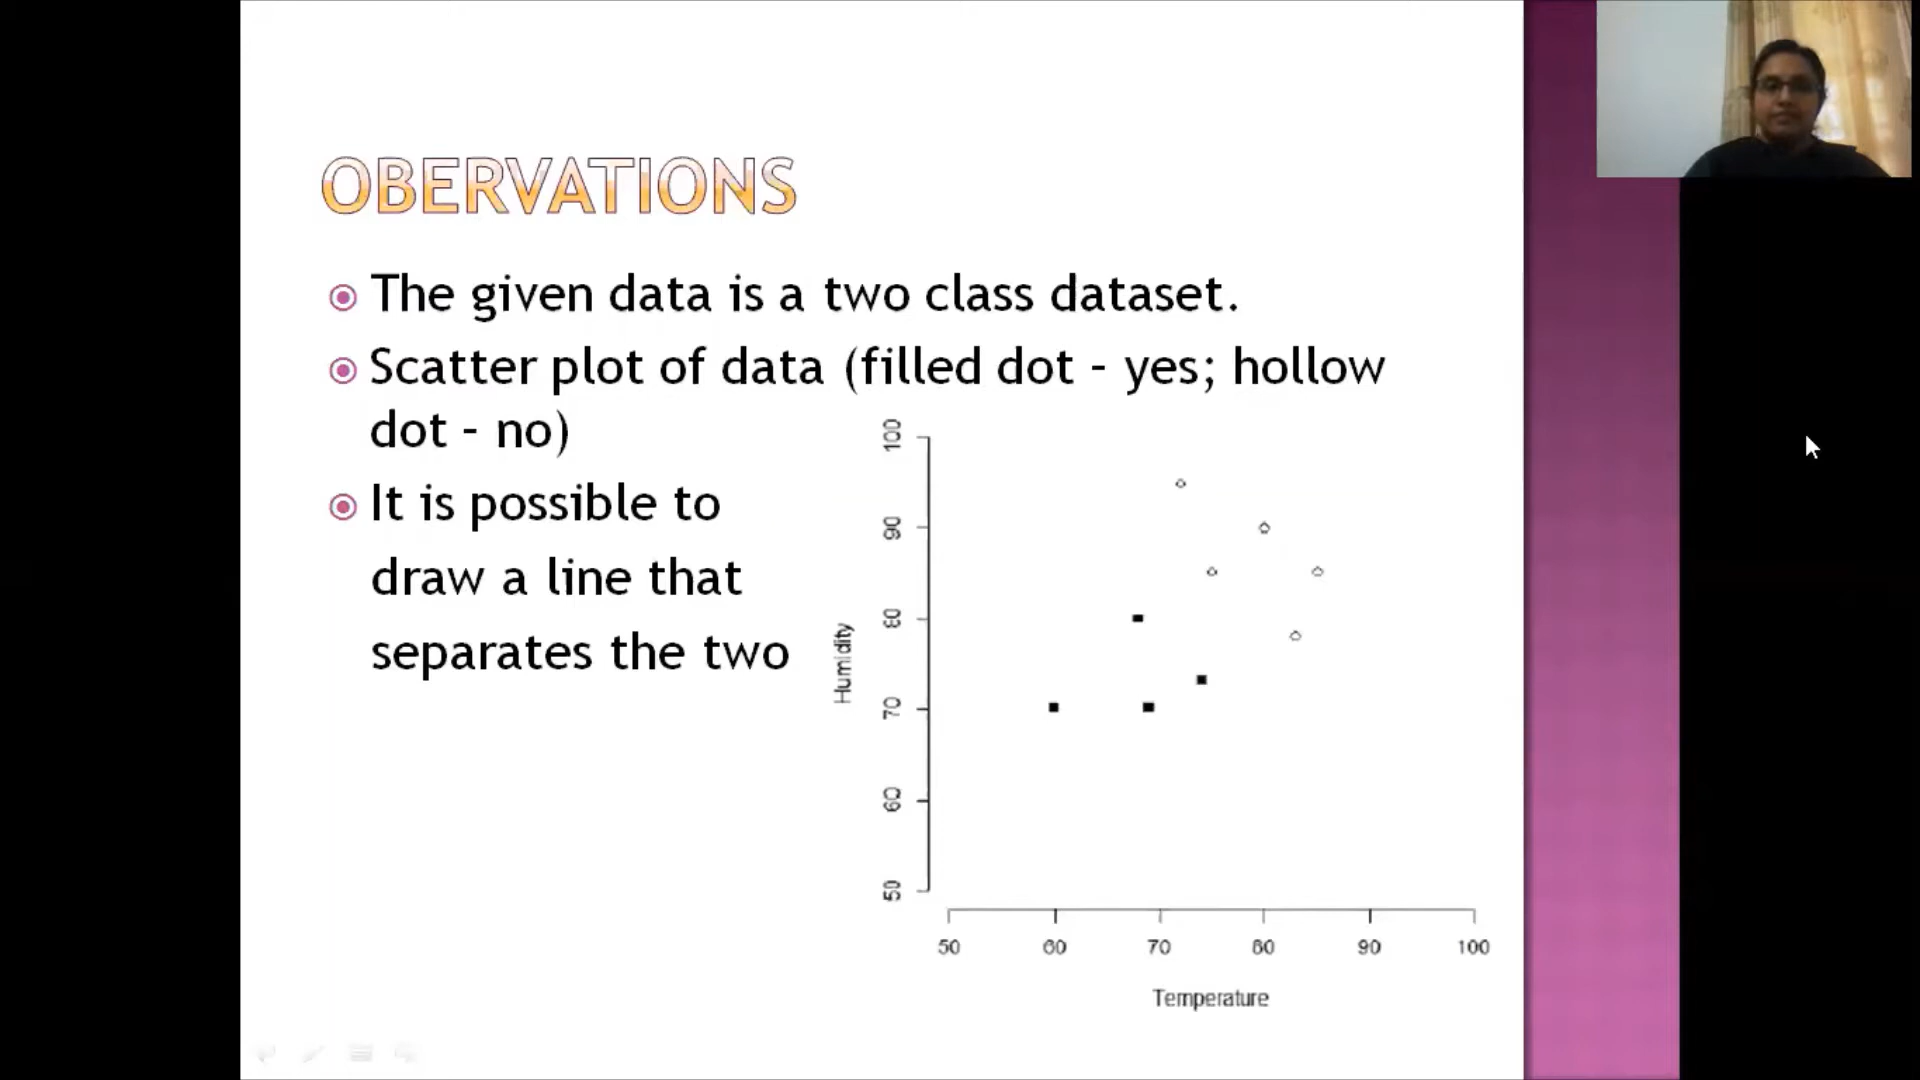 OBERVATIONS
The given data is a two class dataset.
Scatter plot of data (filled dot - yes; hollow
dot - no)
It is possible to
draw a line that
separates the two
100
90
80
70
60
50
Humidity
50 60 70 80 90 100
Temperature